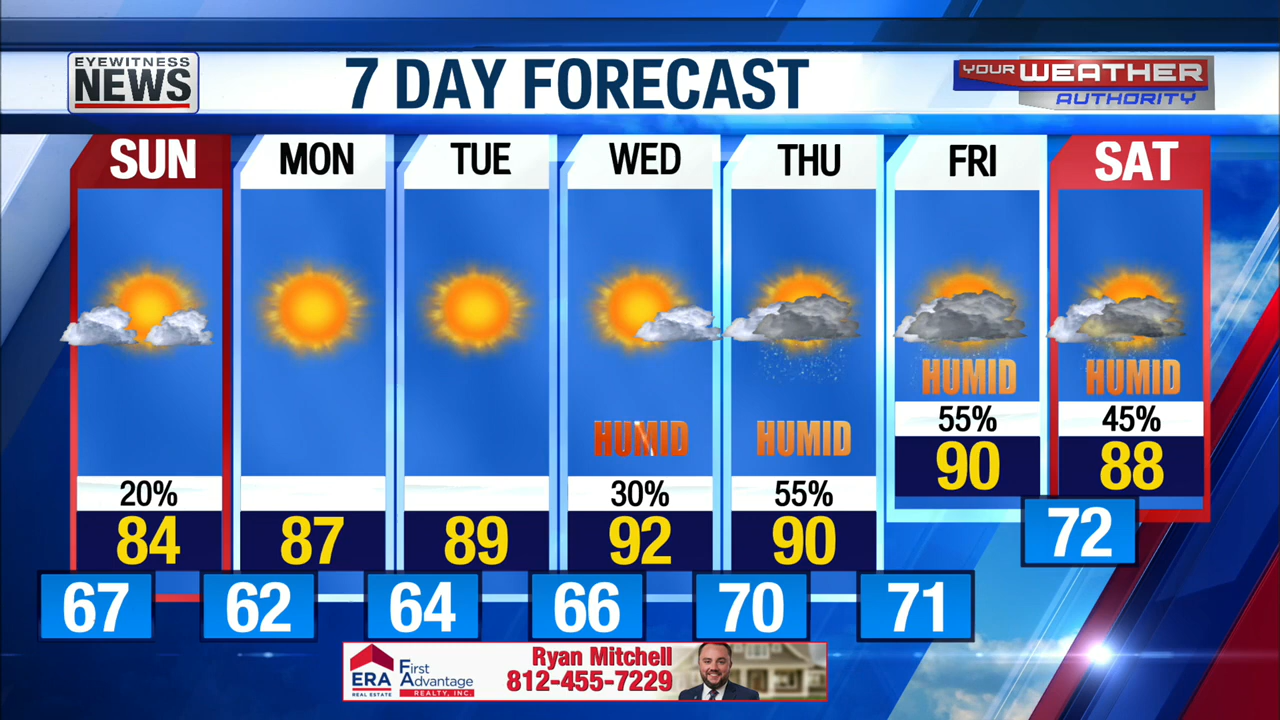 EYEWITNESS
NEWS
7 DAY FORECAST
YOUR WEATHER
AUTHORITY
SUN MON TUE WED THU FRI SAT
HUMID HUMID
55% 45%
90 88
HUMID HUMID
20% 30% 55%
84 87 89 92 90
72
67 62 64 66 70 71
ERA
REAL ESTATE
First
Advantage
REALTY, INC.
Ryan Mitchell
812-455-7229